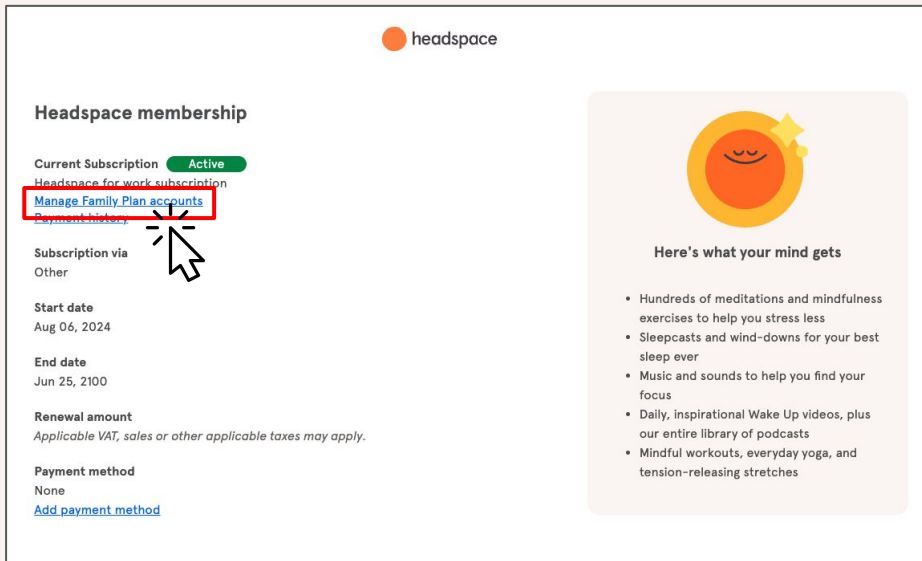 headspace
Headspace membership
Current Subscription Active
Headspace for work subscription
Manage Family Plan accounts
Payment history
Subscription via
Other
Start date
Aug 06, 2024
End date
Jun 25, 2100
Renewal amount
Applicable VAT, sales or other applicable taxes may apply.
Payment method
None
Add payment method
Here's what your mind gets
• Hundreds of meditations and mindfulness
exercises to help you stress less
• Sleepcasts and wind-downs for your best
sleep ever
• Music and sounds to help you find your
focus
• Daily, inspirational Wake Up videos, plus
our entire library of podcasts
• Mindful workouts, everyday yoga, and
tension-releasing stretches